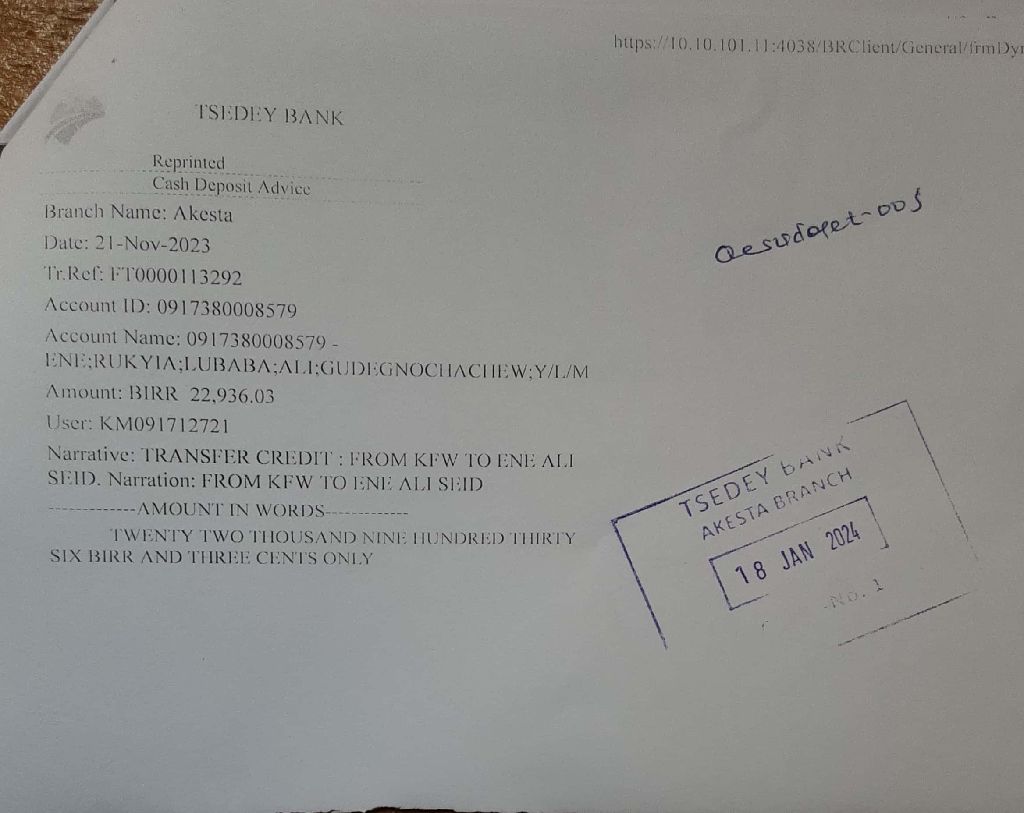 https://10.10.101.11:4038/BRClient/General/frmDyn
TSEDEY BANK
Reprinted
Cash Deposit Advice
Branch Name: Akesta
Date: 21-Nov-2023
Tr.Ref: FT0000113292
Account ID: 0917380008579
Account Name: 0917380008579 -
ENE;RUKYIA;LUBABA;ALI;GUDEGNOCHACHEW;Y/L/M
Amount: BIRR 22,936.03
User: KM091712721
Narrative: TRANSFER CREDIT : FROM KFW TO ENE ALI
SEID. Narration: FROM KFW TO ENE ALI SEID
------------AMOUNT IN WORDS------------
TWENTY TWO THOUSAND NINE HUNDRED THIRTY
SIX BIRR AND THREE CENTS ONLY
TSEDEY BANK
AKESTA BRANCH
18 JAN 2024
No. 1